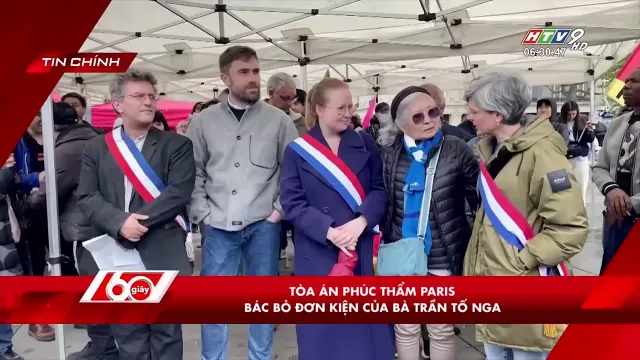 TIN CHÍNH
HTV9 HD
06:30:47
60 giây
TÒA ÁN PHÚC THẨM PARIS
BÁC BỎ ĐƠN KIỆN CỦA BÀ TRẦN TỐ NGA